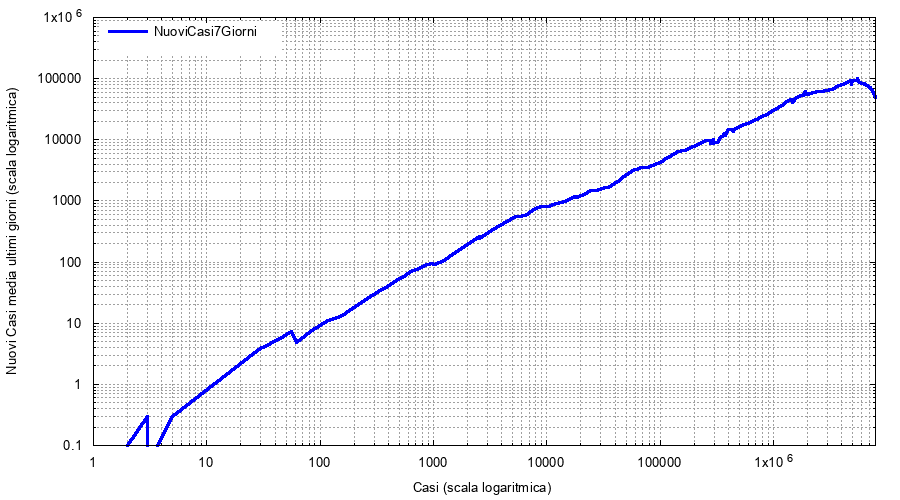 NuoviCasi7Giorni
Nuovi Casi media ultimi giorni (scala logaritmica)
1x10 6
100000
10000
1000
100
10
1
0.1
1 10 100 1000 10000 100000 1x10 6
Casi (scala logaritmica)